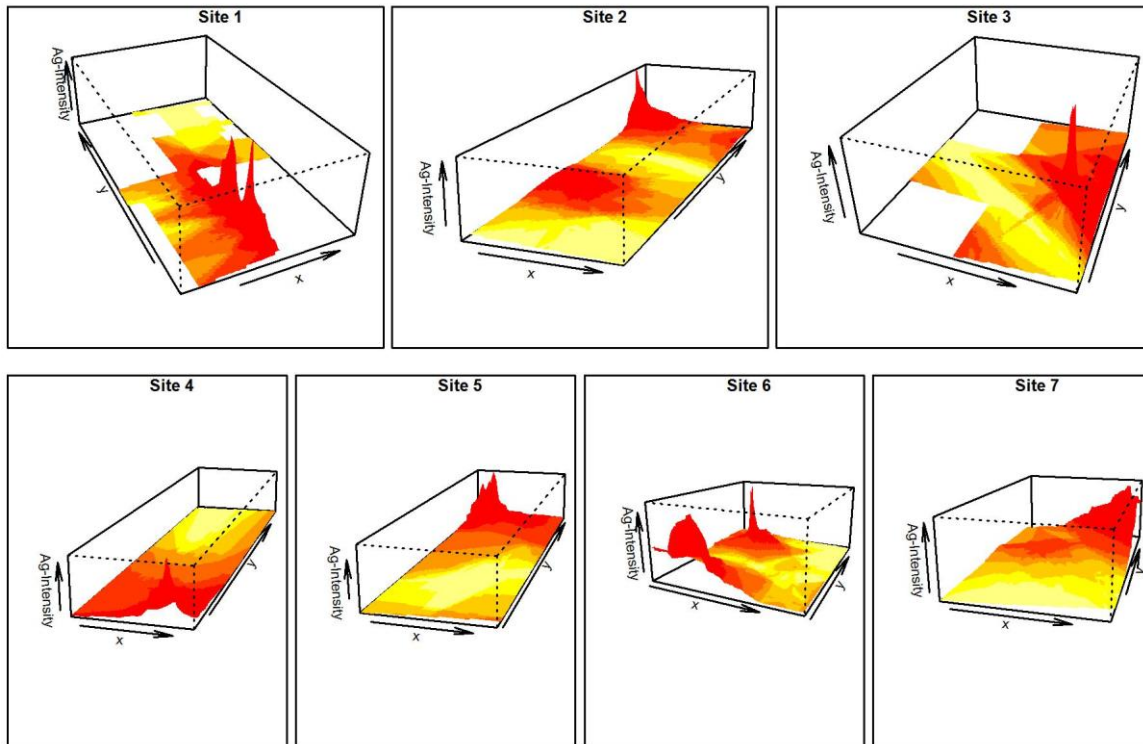 Site 1
Ag-Intensity
y
x
Site 2
Ag-Intensity
x
y
Site 3
Ag-Intensity
x
y
Site 4
Ag-Intensity
x
y
Site 5
Ag-Intensity
x
y
Site 6
Ag-Intensity
x
y
Site 7
Ag-Intensity
x
y